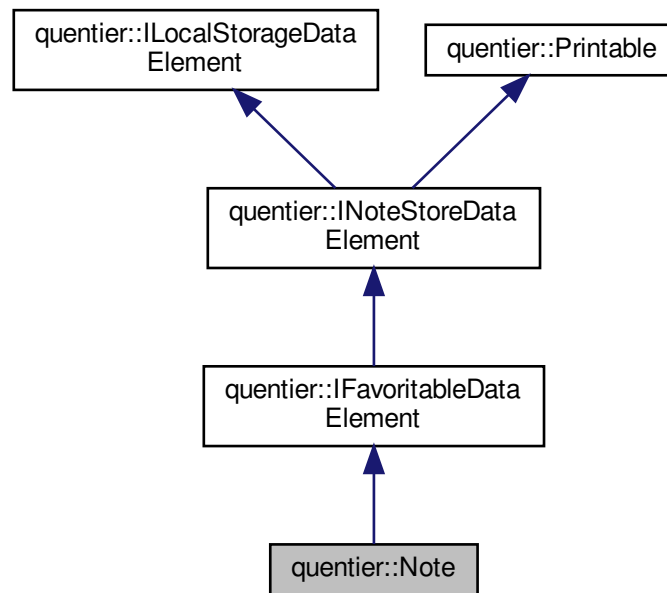 quentier::ILocalStorageData
Element
quentier::Printable
quentier::INoteStoreData
Element
quentier::IFavoritableData
Element
quentier::Note